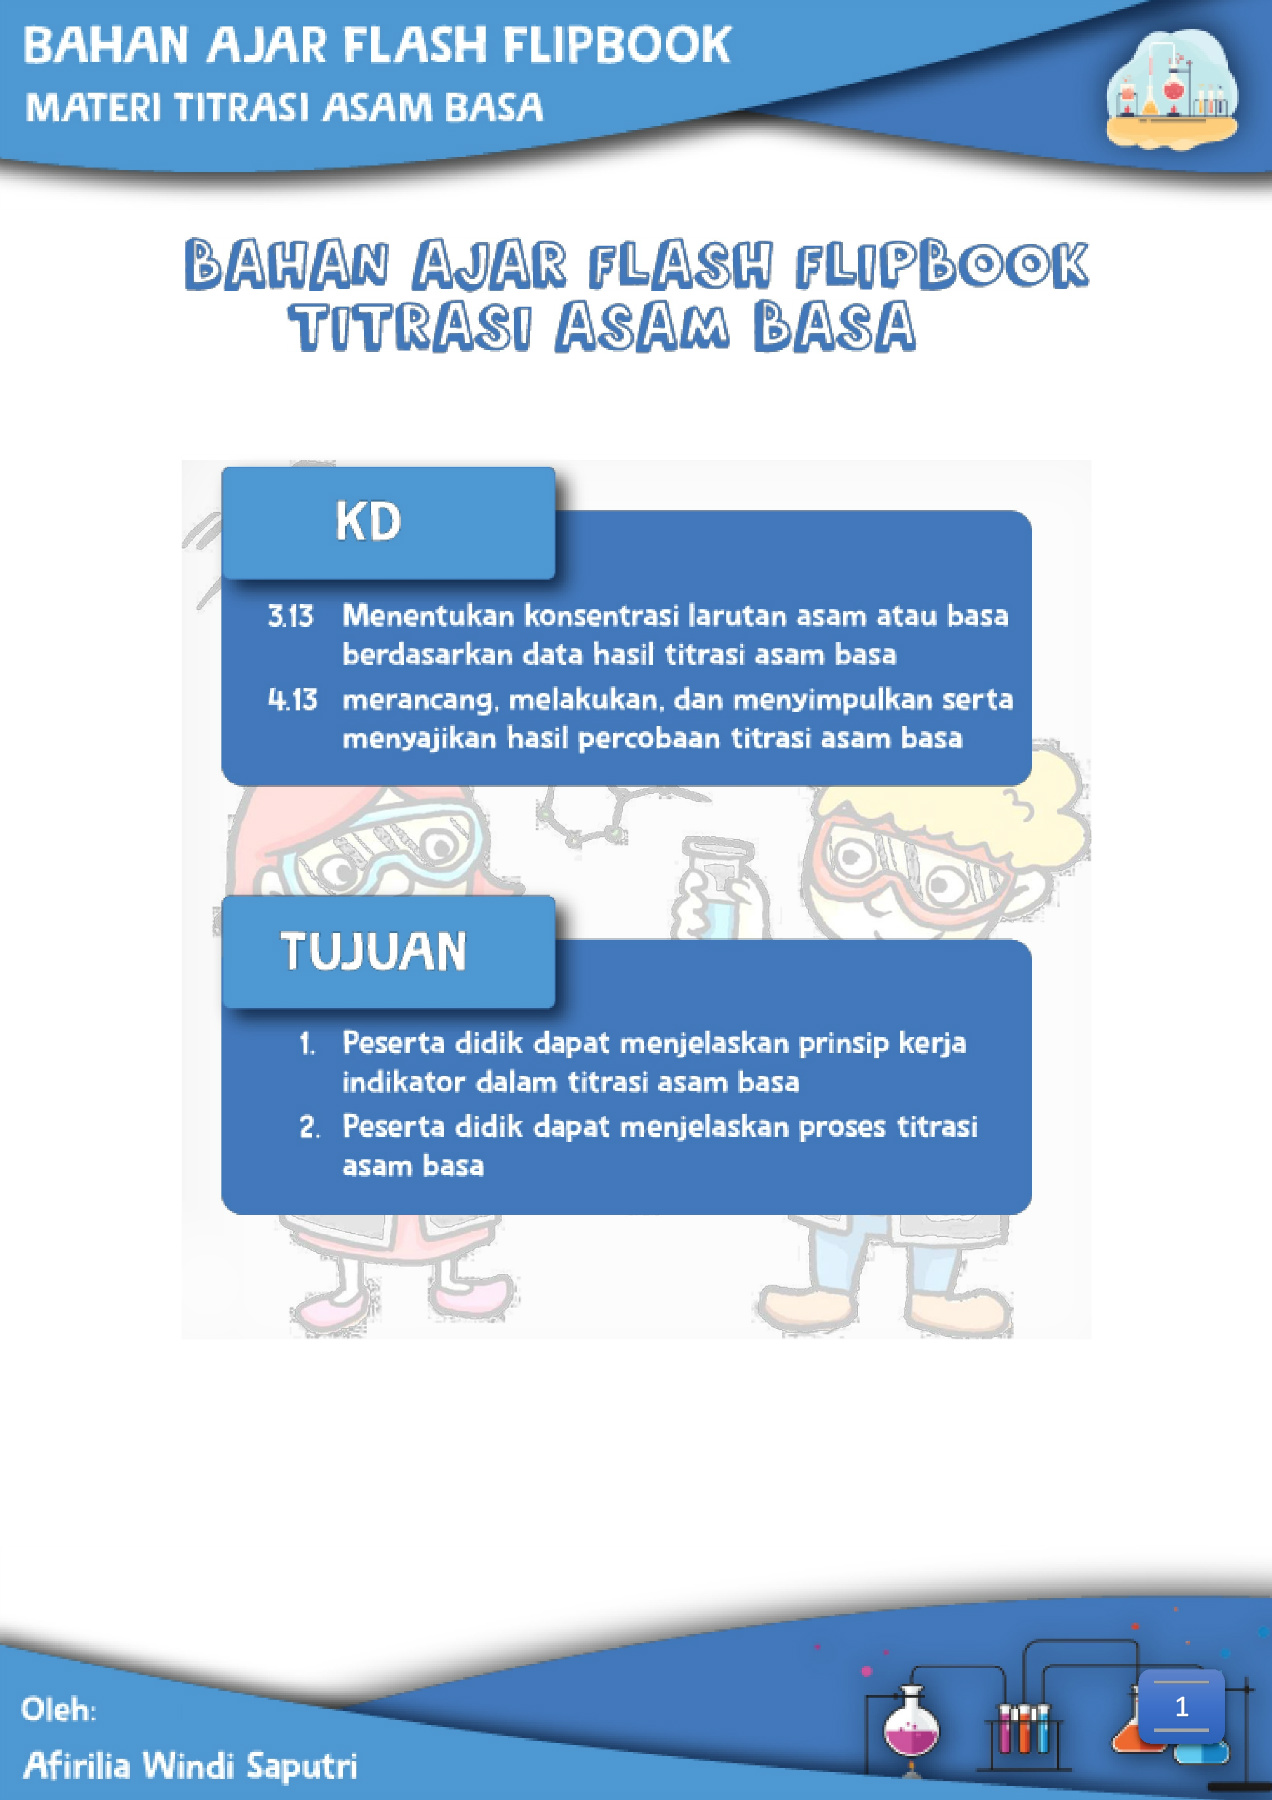 BAHAN AJAR FLASH FLIPBOOK
MATERI TITRASI ASAM BASA
BAHAN AJAR FLASH FLIPBOOK
TITRASI ASAM BASA
KD
3.13 Menentukan konsentrasi larutan asam atau basa
berdasarkan data hasil titrasi asam basa
4.13 merancang, melakukan, dan menyimpulkan serta
menyajikan hasil percobaan titrasi asam basa
TUJUAN
1. Peserta didik dapat menjelaskan prinsip kerja
indikator dalam titrasi asam basa
2. Peserta didik dapat menjelaskan proses titrasi
asam basa
Oleh:
Afirilia Windi Saputri
1